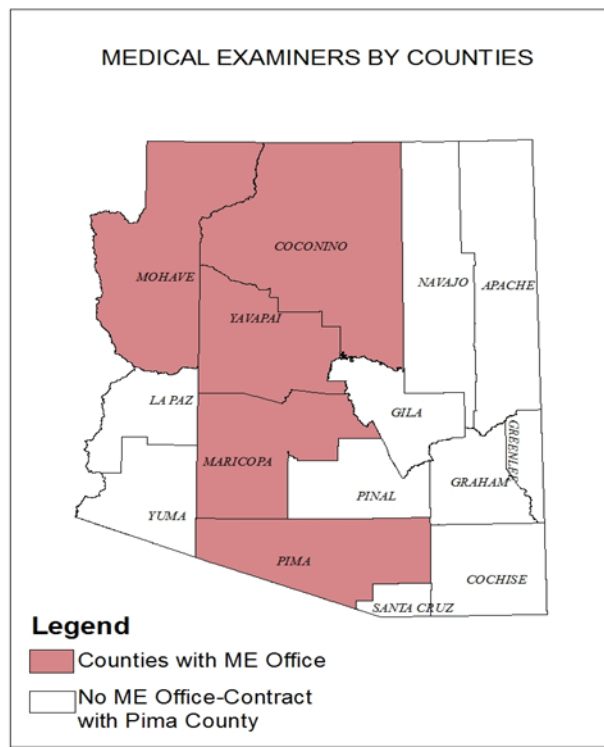 MEDICAL EXAMINERS BY COUNTIES
COCONINO
MOHAVE
NAVAJO
APACHE
YAVAPAI
LA PAZ
GILA
GREENLEE
MARICOPA
GRAHAM
PINAL
YUMA
PIMA
COCHISE
SANTA CRUZ
Legend
Counties with ME Office
No ME Office-Contract
with Pima County